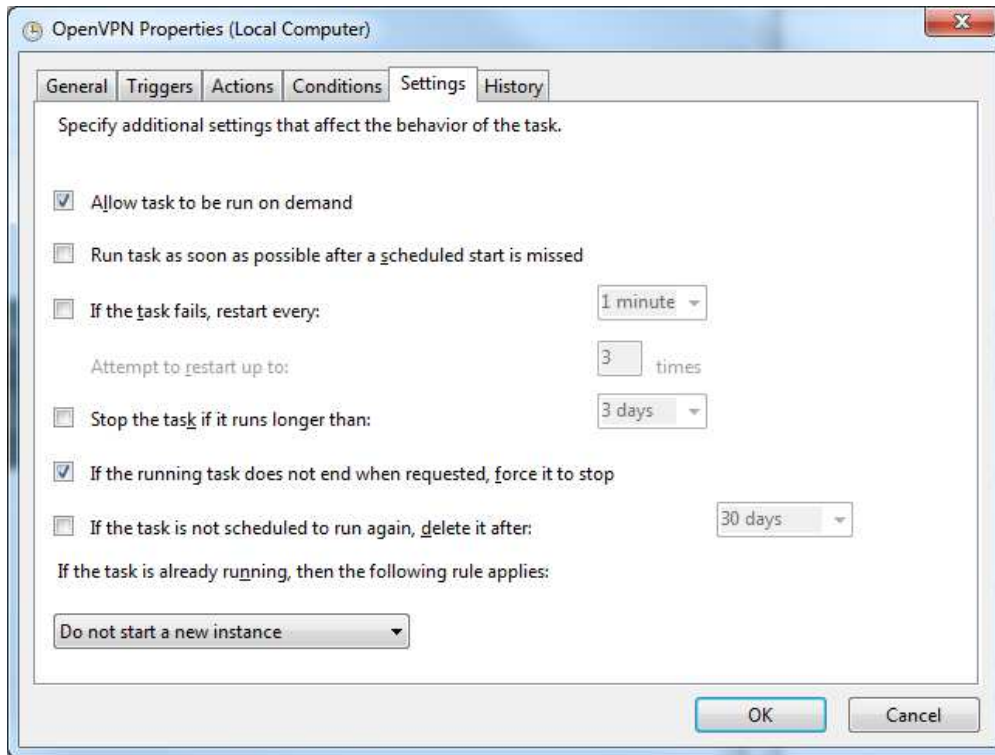 OpenVPN Properties (Local Computer)
General Triggers Actions Conditions Settings History
Specify additional settings that affect the behavior of the task.
Allow task to be run on demand
Run task as soon as possible after a scheduled start is missed
If the task fails, restart every: 1 minute
Attempt to restart up to: 3 times
Stop the task if it runs longer than: 3 days
If the running task does not end when requested, force it to stop
If the task is not scheduled to run again, delete it after: 30 days
If the task is already running, then the following rule applies:
Do not start a new instance
OK Cancel